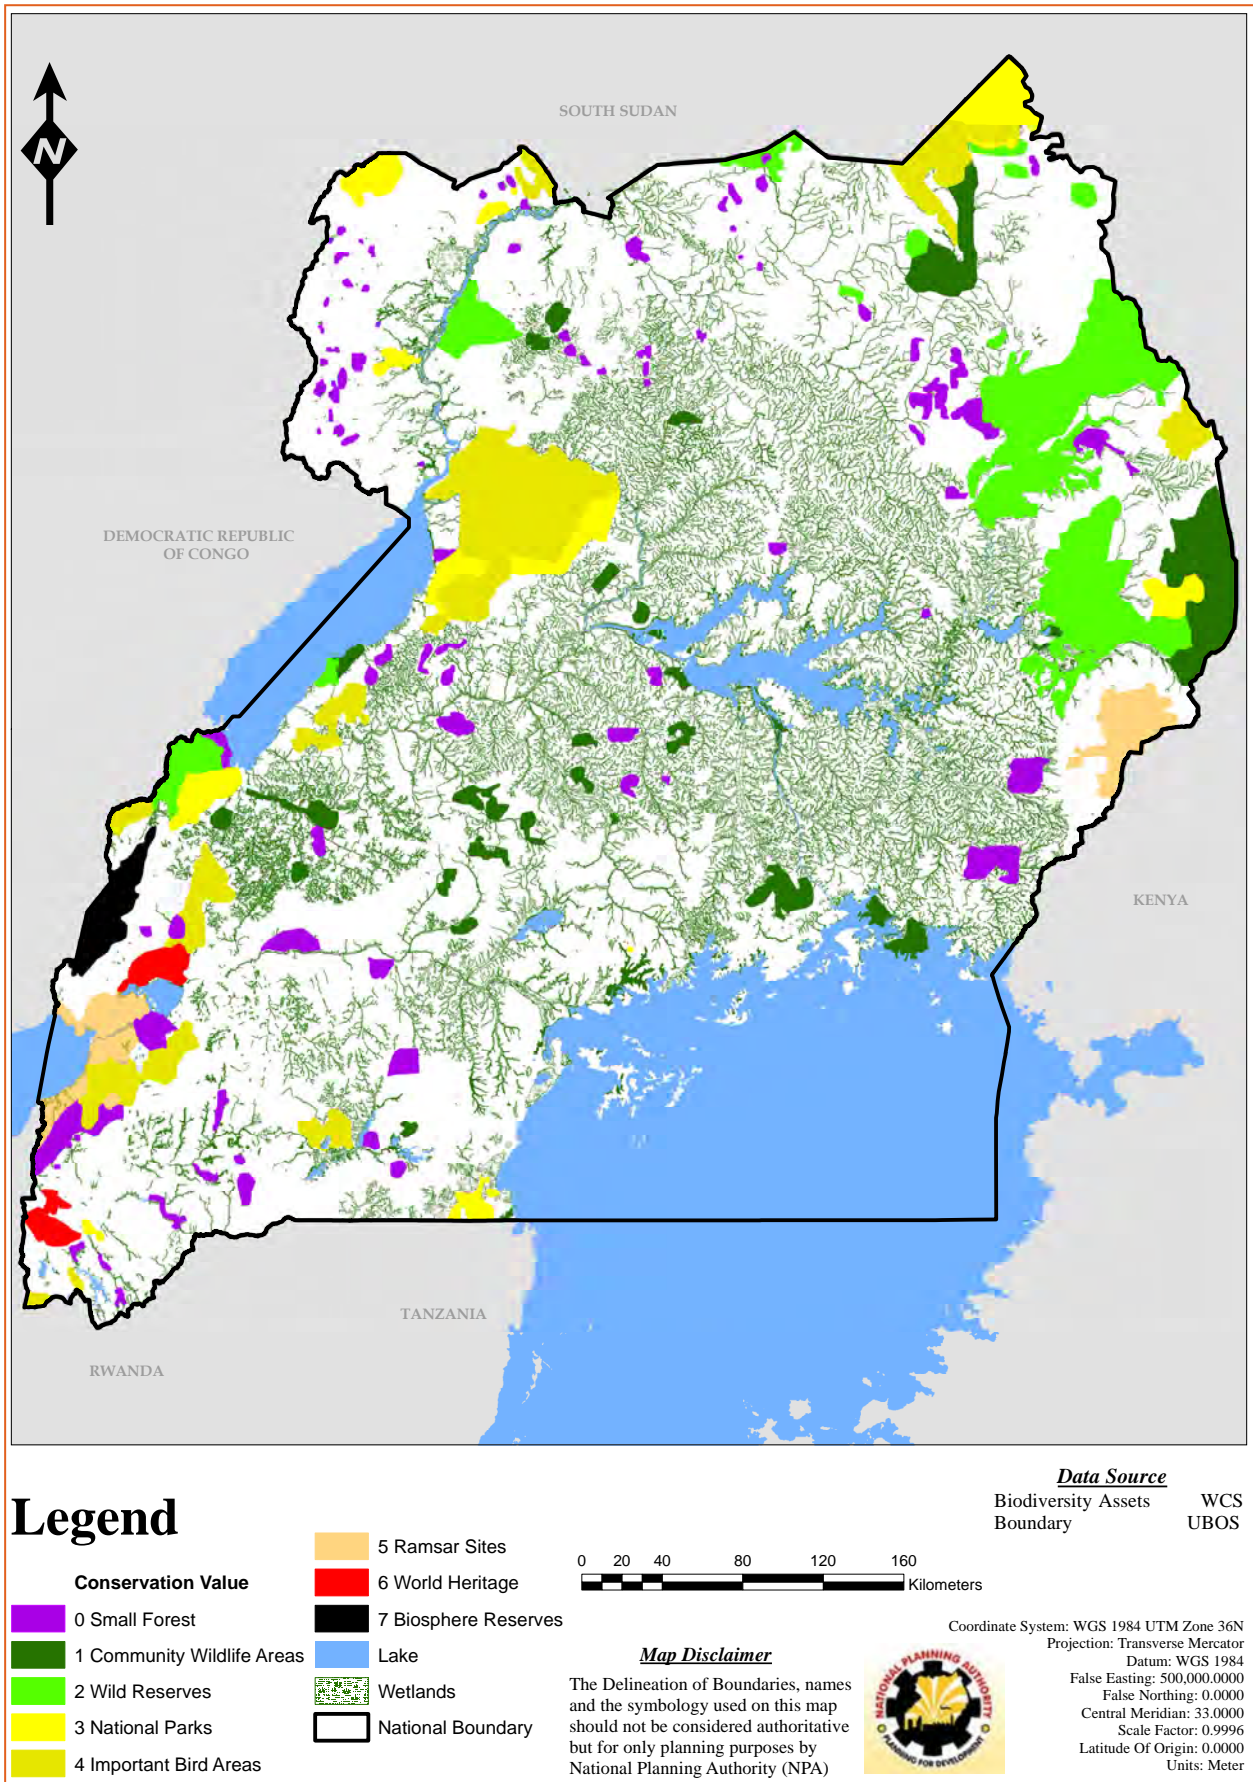 N
SOUTH SUDAN
DEMOCRATIC REPUBLIC
OF CONGO
KENYA
TANZANIA
RWANDA
Legend
Conservation Value
0 Small Forest
1 Community Wildlife Areas
2 Wild Reserves
3 National Parks
4 Important Bird Areas
5 Ramsar Sites
6 World Heritage
7 Biosphere Reserves
Lake
Wetlands
National Boundary
0 20 40 80 120 160
Kilometers
Map Disclaimer
The Delineation of Boundaries, names
and the symbology used on this map
should not be considered authoritative
but for only planning purposes by
National Planning Authority (NPA)
NATIONAL PLANNING AUTHORITY
PLANNING FOR DEVELOPMENT
Data Source
Biodiversity Assets WCS
Boundary UBOS
Coordinate System: WGS 1984 UTM Zone 36N
Projection: Transverse Mercator
Datum: WGS 1984
False Easting: 500,000.0000
False Northing: 0.0000
Central Meridian: 33.0000
Scale Factor: 0.9996
Latitude Of Origin: 0.0000
Units: Meter